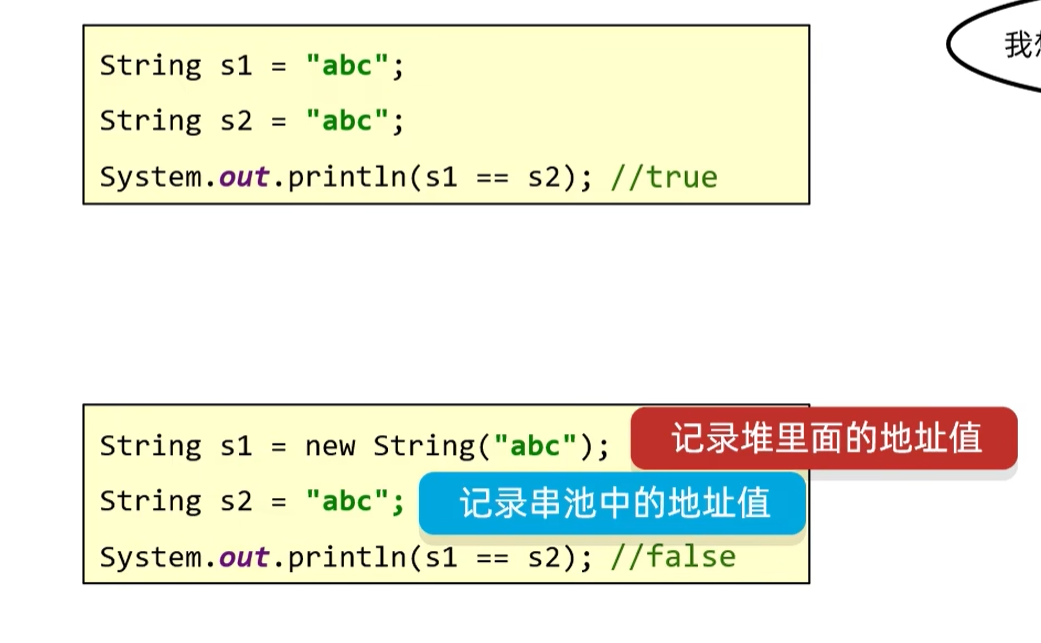 String s1 = "abc";
String s2 = "abc";
System.out.println(s1 == s2); //true
我
String s1 = new String("abc");
记录堆里面的地址值
String s2 = "abc";
记录串池中的地址值
System.out.println(s1 == s2); //false